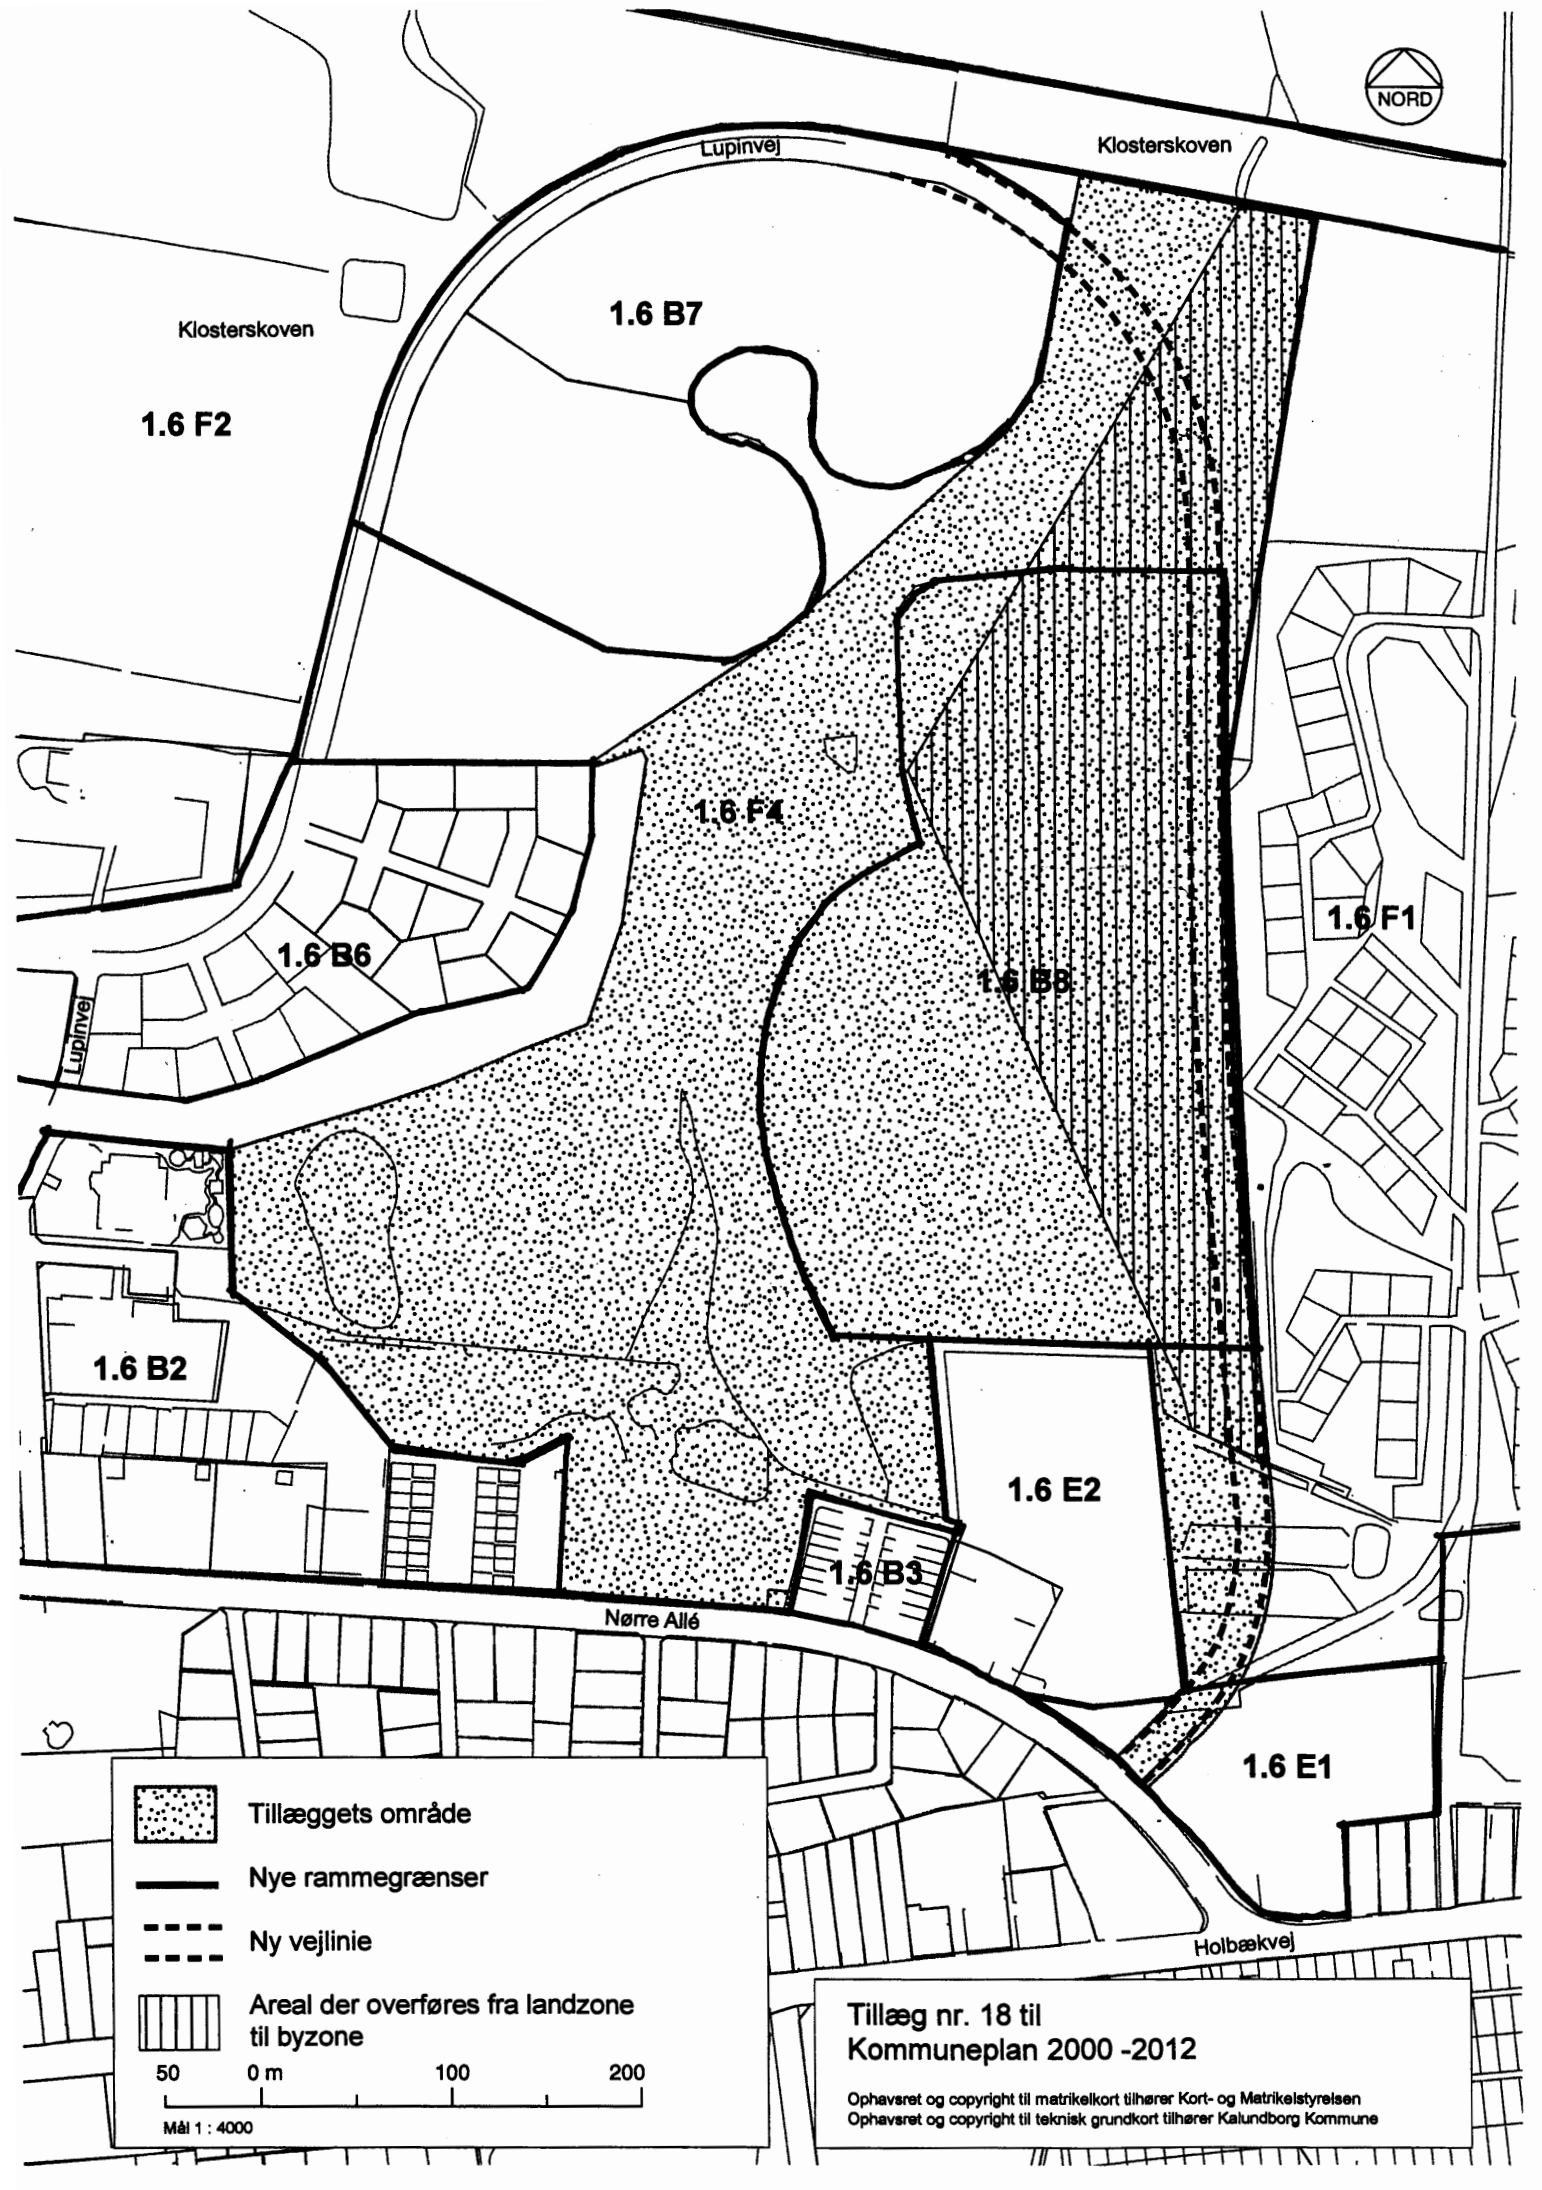 NORD
Lupinvej
Klosterskoven
1.6 B7
Klosterskoven
1.6 F2
1.6 F4
1.6 F1
1.6 B6
1.6 B8
Lupinvej
1.6 B2
1.6 E2
1.6 B3
Nørre Allé
1.6 E1
Holbækvej
Tillæggets område
Nye rammegrænser
Ny vejlinie
Areal der overføres fra landzone
til byzone
50 0 m 100 200
Mål 1 : 4000
Tillæg nr. 18 til
Kommuneplan 2000 -2012
Ophavsret og copyright til matrikelkort tilhører Kort- og Matrikelstyrelsen
Ophavsret og copyright til teknisk grundkort tilhører Kalundborg Kommune